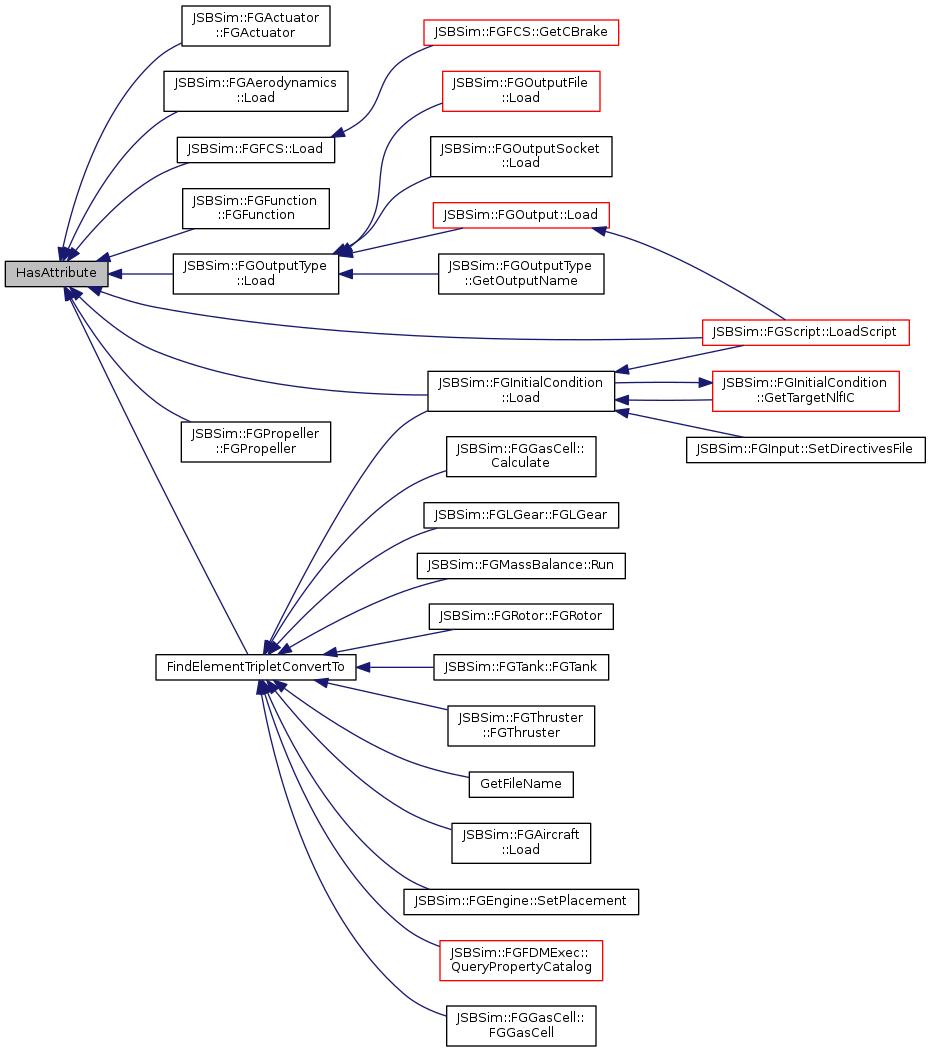 JSBSim::FGActuator
::FGActuator
JSBSim::FGFCS::GetCBrake
JSBSim::FGAerodynamics
::Load
JSBSim::FGOutputFile
::Load
JSBSim::FGFCS::Load
JSBSim::FGOutputSocket
::Load
JSBSim::FGFunction
::FGFunction
JSBSim::FGOutput::Load
HasAttribute
JSBSim::FGOutputType
::Load
JSBSim::FGOutputType
::GetOutputName
JSBSim::FGScript::LoadScript
JSBSim::FGInitialCondition
::Load
JSBSim::FGInitialCondition
::GetTargetNlfIC
JSBSim::FGPropeller
::FGPropeller
JSBSim::FGInput::SetDirectivesFile
JSBSim::FGGasCell::
Calculate
JSBSim::FGLGear::FGLGear
JSBSim::FGMassBalance::Run
JSBSim::FGRotor::FGRotor
FindElementTripletConvertTo
JSBSim::FGTank::FGTank
JSBSim::FGThruster
::FGThruster
GetFileName
JSBSim::FGAircraft
::Load
JSBSim::FGEngine::SetPlacement
JSBSim::FGFDMExec::
QueryPropertyCatalog
JSBSim::FGGasCell::
FGGasCell